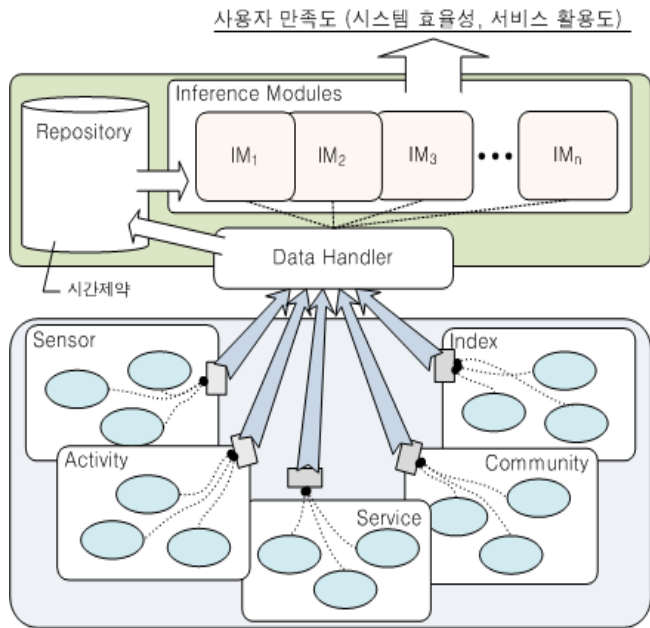 사용자 만족도 (시스템 효율성, 서비스 활용도)
Inference Modules
Repository
IM1
IM2
IM3
•••
IMn
Data Handler
시간제약
Sensor
Index
Activity
Community
Service